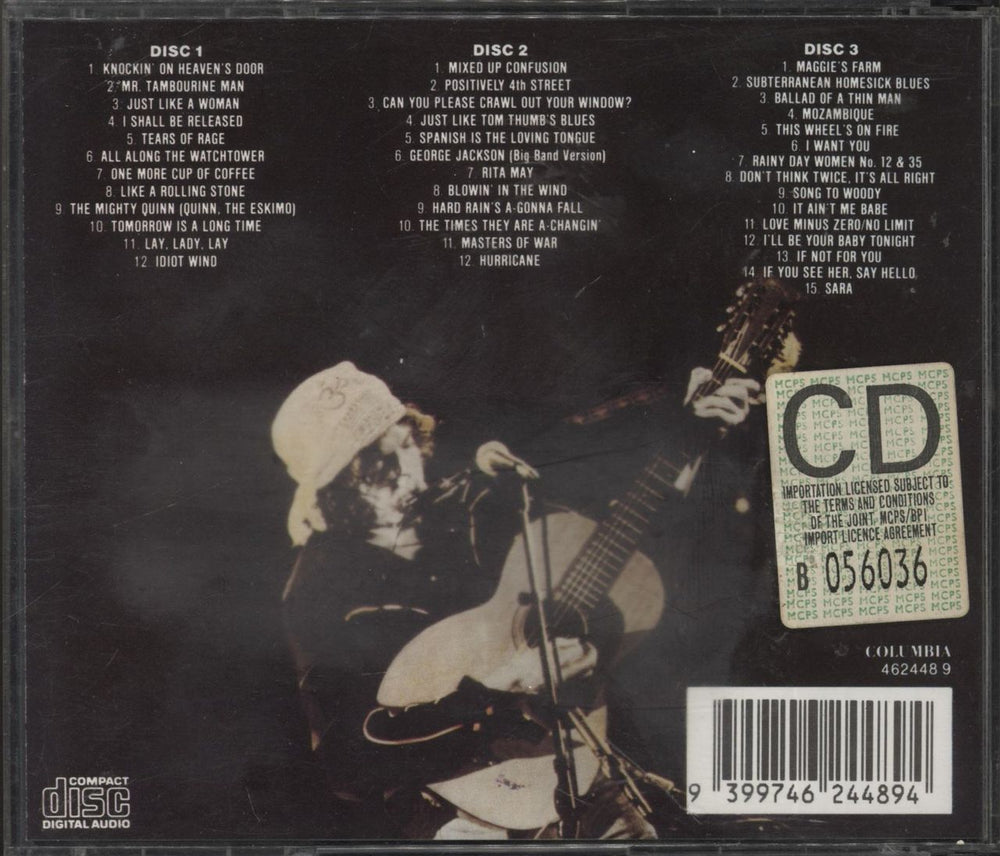 DISC 1
1. KNOCKIN' ON HEAVEN'S DOOR
2. MR. TAMBOURINE MAN
3. JUST LIKE A WOMAN
4. I SHALL BE RELEASED
5. TEARS OF RAGE
6. ALL ALONG THE WATCHTOWER
7. ONE MORE CUP OF COFFEE
8. LIKE A ROLLING STONE
9. THE MIGHTY QUINN (QUINN, THE ESKIMO)
10. TOMORROW IS A LONG TIME
11. LAY, LADY, LAY
12. IDIOT WIND
DISC 2
1. MIXED UP CONFUSION
2. POSITIVELY 4th STREET
3. CAN YOU PLEASE CRAWL OUT YOUR WINDOW?
4. JUST LIKE TOM THUMB'S BLUES
5. SPANISH IS THE LOVING TONGUE
6. GEORGE JACKSON (Big Band Version)
7. RITA MAY
8. BLOWIN' IN THE WIND
9. HARD RAIN'S A-GONNA FALL
10. THE TIMES THEY ARE A-CHANGIN'
11. MASTERS OF WAR
12. HURRICANE
DISC 3
1. MAGGIE'S FARM
2. SUBTERRANEAN HOMESICK BLUES
3. BALLAD OF A THIN MAN
4. MOZAMBIQUE
5. THIS WHEEL'S ON FIRE
6. I WANT YOU
7. RAINY DAY WOMEN No. 12 & 35
8. DON'T THINK TWICE, IT'S ALL RIGHT
9. SONG TO WOODY
10. IT AIN'T ME BABE
11. LOVE MINUS ZERO/NO LIMIT
12. I'LL BE YOUR BABY TONIGHT
13. IF NOT FOR YOU
14. IF YOU SEE HER, SAY HELLO
15. SARA
MCPS MCPS MCPS MCPS MCPS
CD
IMPORTATION LICENSED SUBJECT TO
THE TERMS AND CONDITIONS
OF THE JOINT MCPS/BPI
IMPORT LICENCE AGREEMENT
B 056036
MCPS MCPS MCPS MCPS MCPS
COLUMBIA
462448 9
9 399746 244894
COMPACT
disc
DIGITAL AUDIO